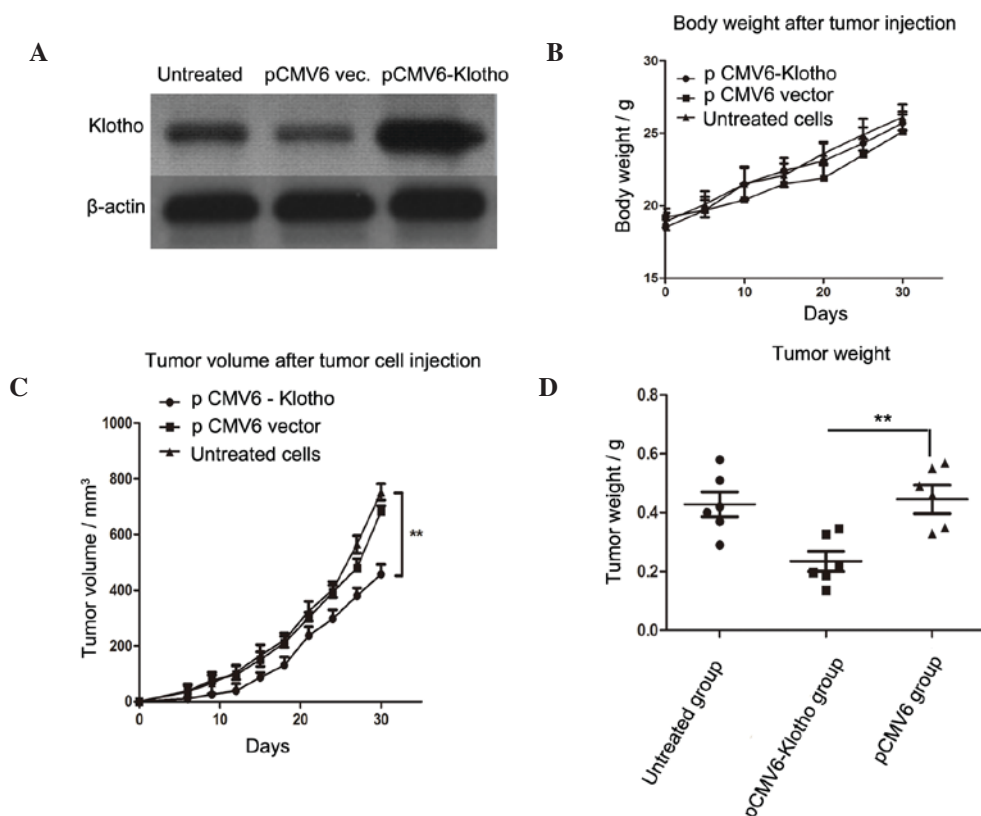 A
Untreated pCMV6 vec. pCMV6-Klotho
Klotho
β-actin
B
Body weight after tumor injection
p CMV6-Klotho
p CMV6 vector
Untreated cells
Body weight / g
25
20
15
0 10 20 30
Days
C
Tumor volume after tumor cell injection
p CMV6 - Klotho
p CMV6 vector
Untreated cells
Tumor volume / mm³
1000
800
600
400
200
0
**
0 10 20 30
Days
D
Tumor weight
Tumor weight / g
0.8
0.6
0.4
0.2
0.0
**
Untreated group
pCMV6-Klotho group
pCMV6 group